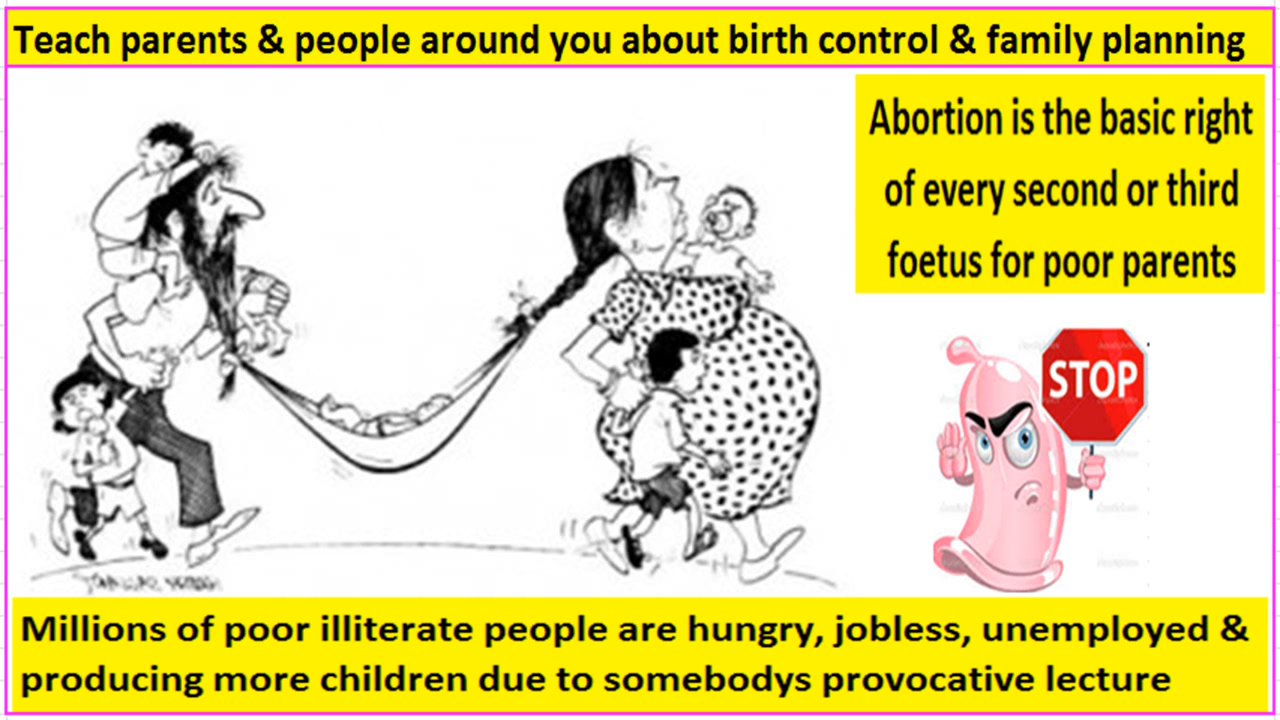 Teach parents & people around you about birth control & family planning
Abortion is the basic right
of every second or third
foetus for poor parents
STOP
Millions of poor illiterate people are hungry, jobless, unemployed &
producing more children due to somebodys provocative lecture